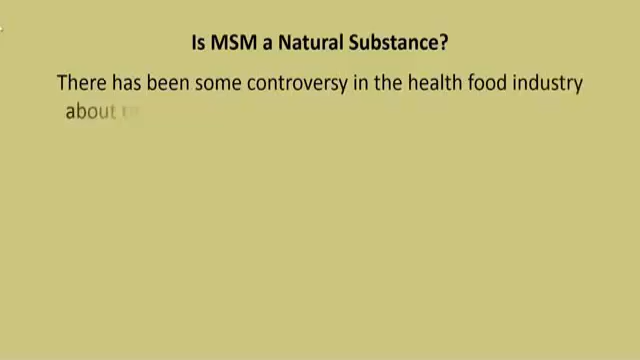 Is MSM a Natural Substance?
There has been some controversy in the health food industry
about